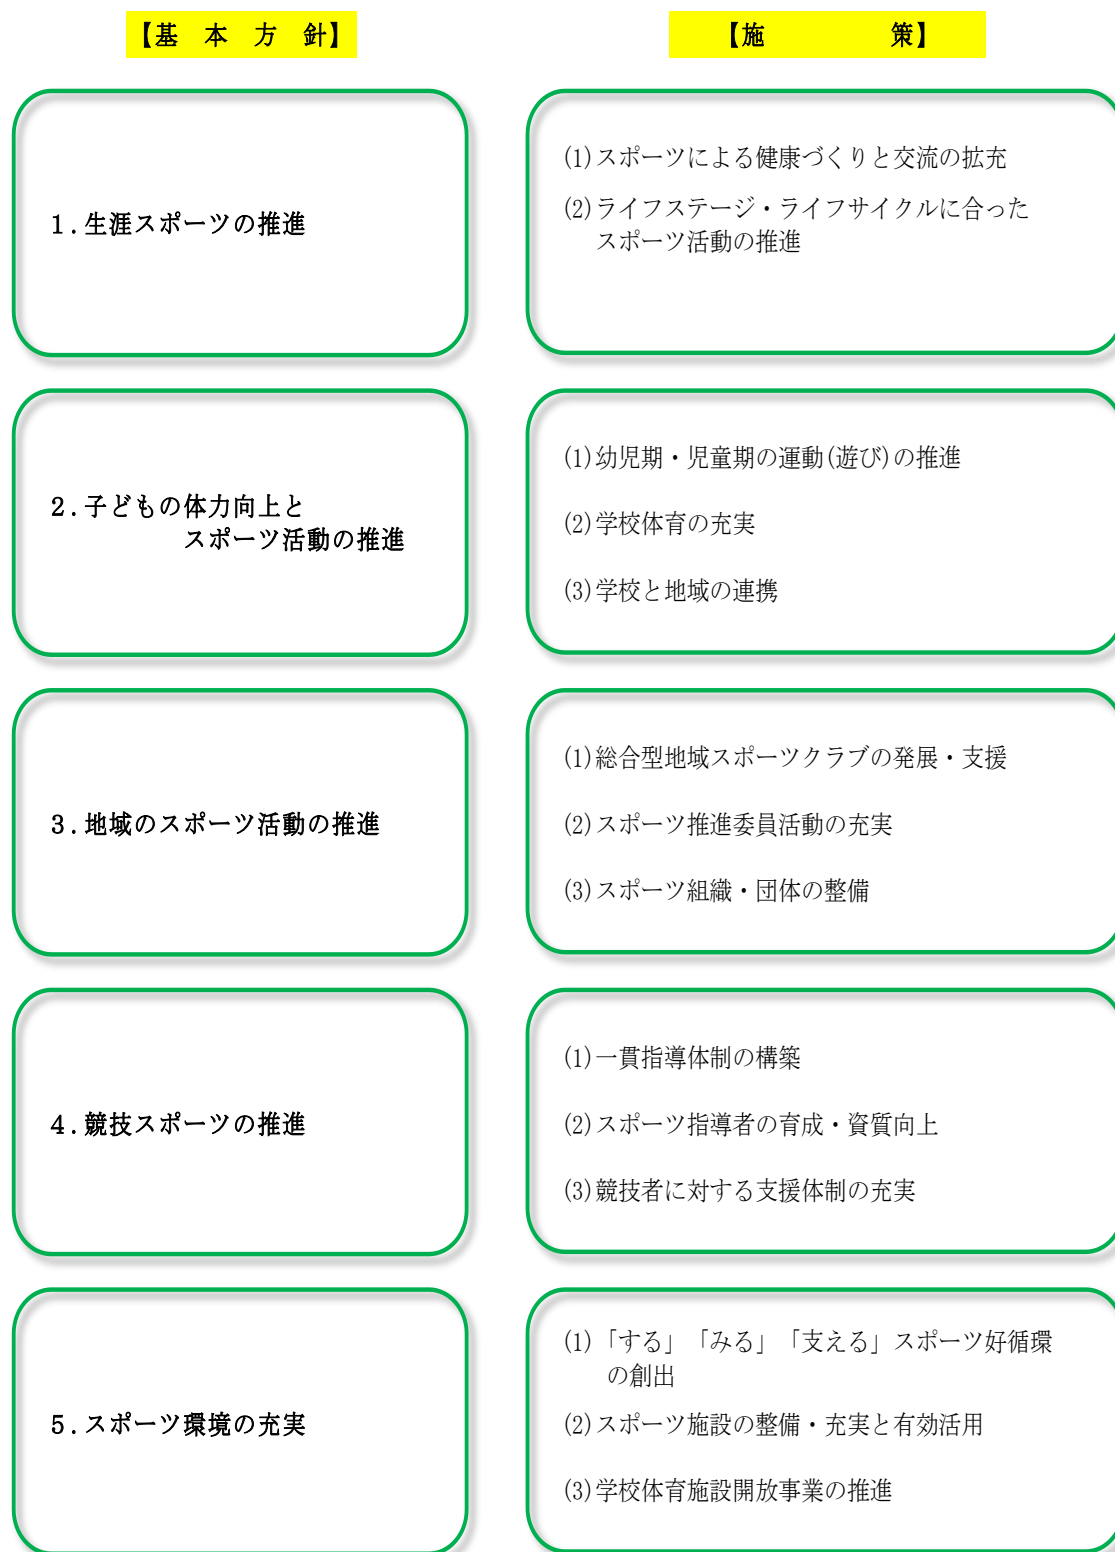 【基　本　方　針】
【施　　　　　策】
1.生涯スポーツの推進
(1)スポーツによる健康づくりと交流の拡充
(2)ライフステージ・ライフサイクルに合った
スポーツ活動の推進
2.子どもの体力向上と
スポーツ活動の推進
(1)幼児期・児童期の運動(遊び)の推進
(2)学校体育の充実
(3)学校と地域の連携
3.地域のスポーツ活動の推進
(1)総合型地域スポーツクラブの発展・支援
(2)スポーツ推進委員活動の充実
(3)スポーツ組織・団体の整備
4.競技スポーツの推進
(1)一貫指導体制の構築
(2)スポーツ指導者の育成・資質向上
(3)競技者に対する支援体制の充実
5.スポーツ環境の充実
(1)「する」「みる」「支える」スポーツ好循環
の創出
(2)スポーツ施設の整備・充実と有効活用
(3)学校体育施設開放事業の推進